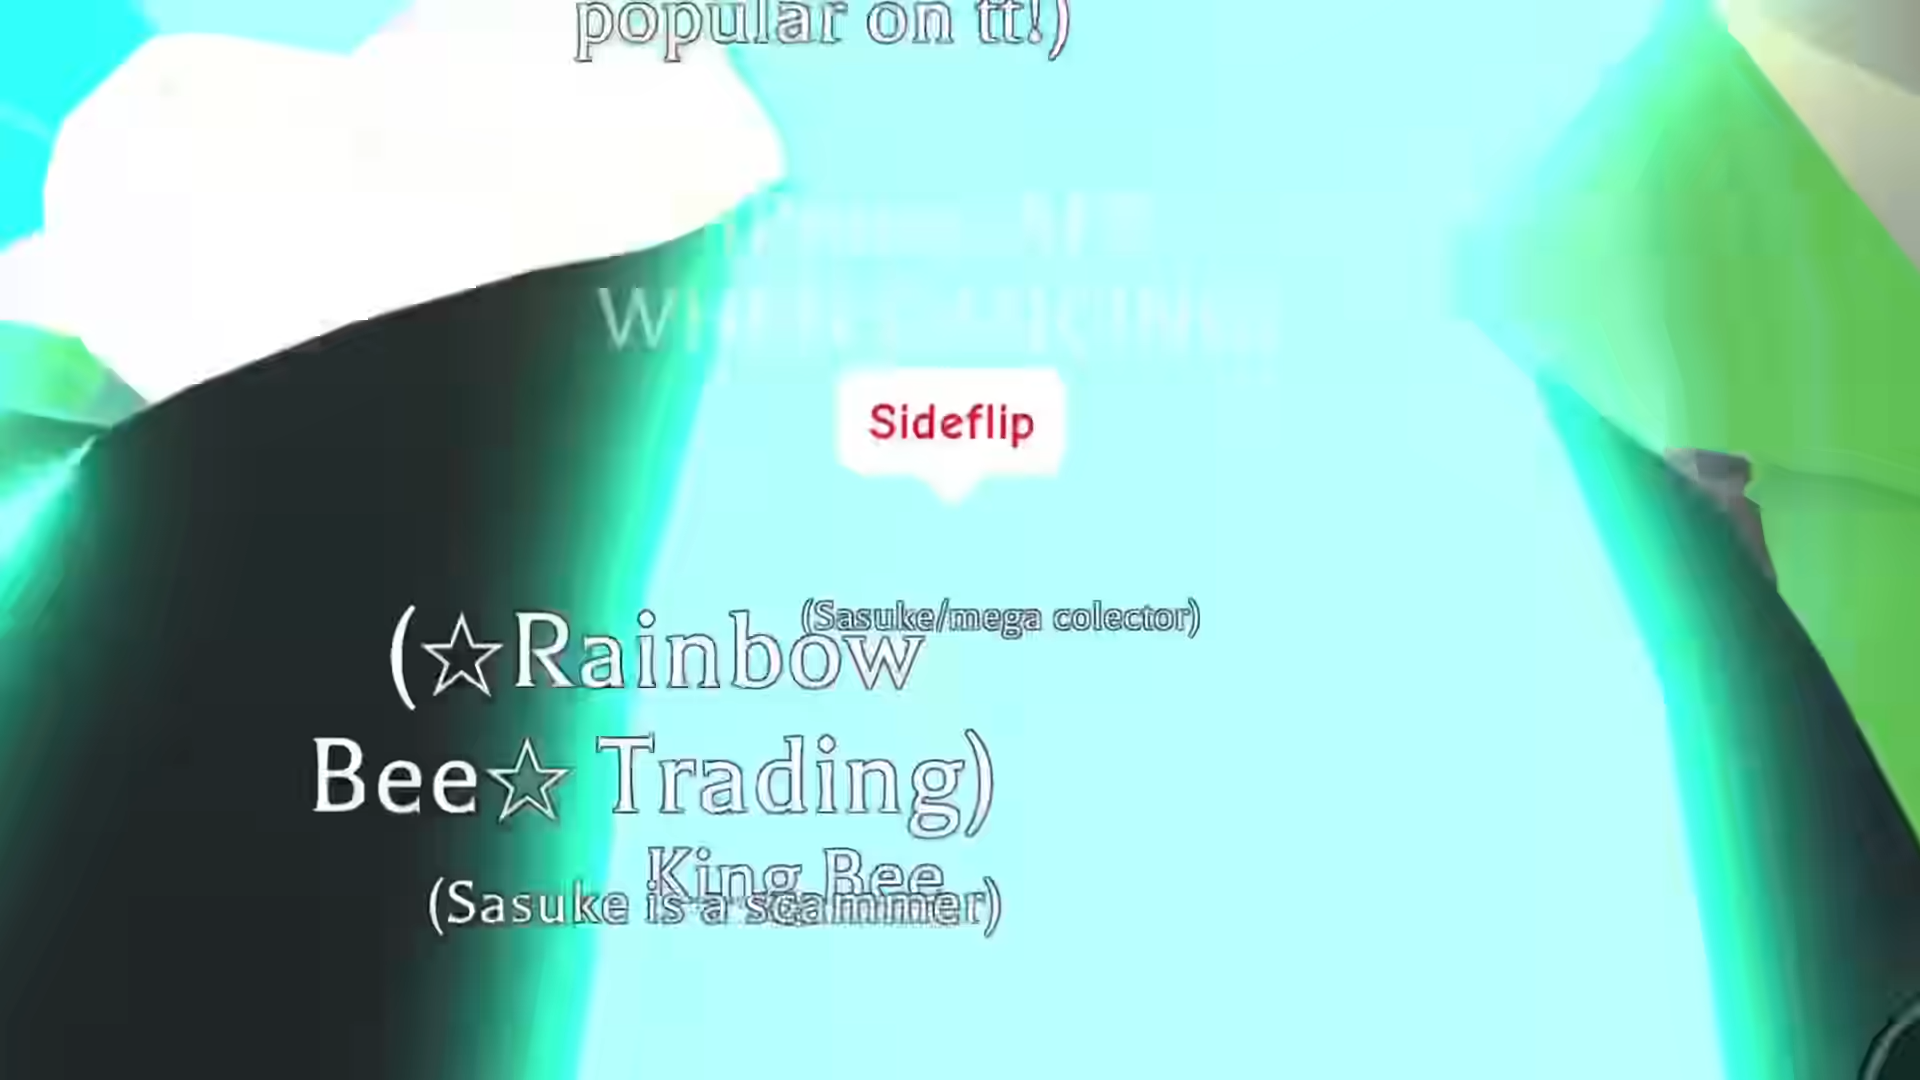 popular on tt!)
Sideflip
(Sasuke/mega colector)
(☆Rainbow
Bee☆ Trading)
King Bee
(Sasuke is a scammer)